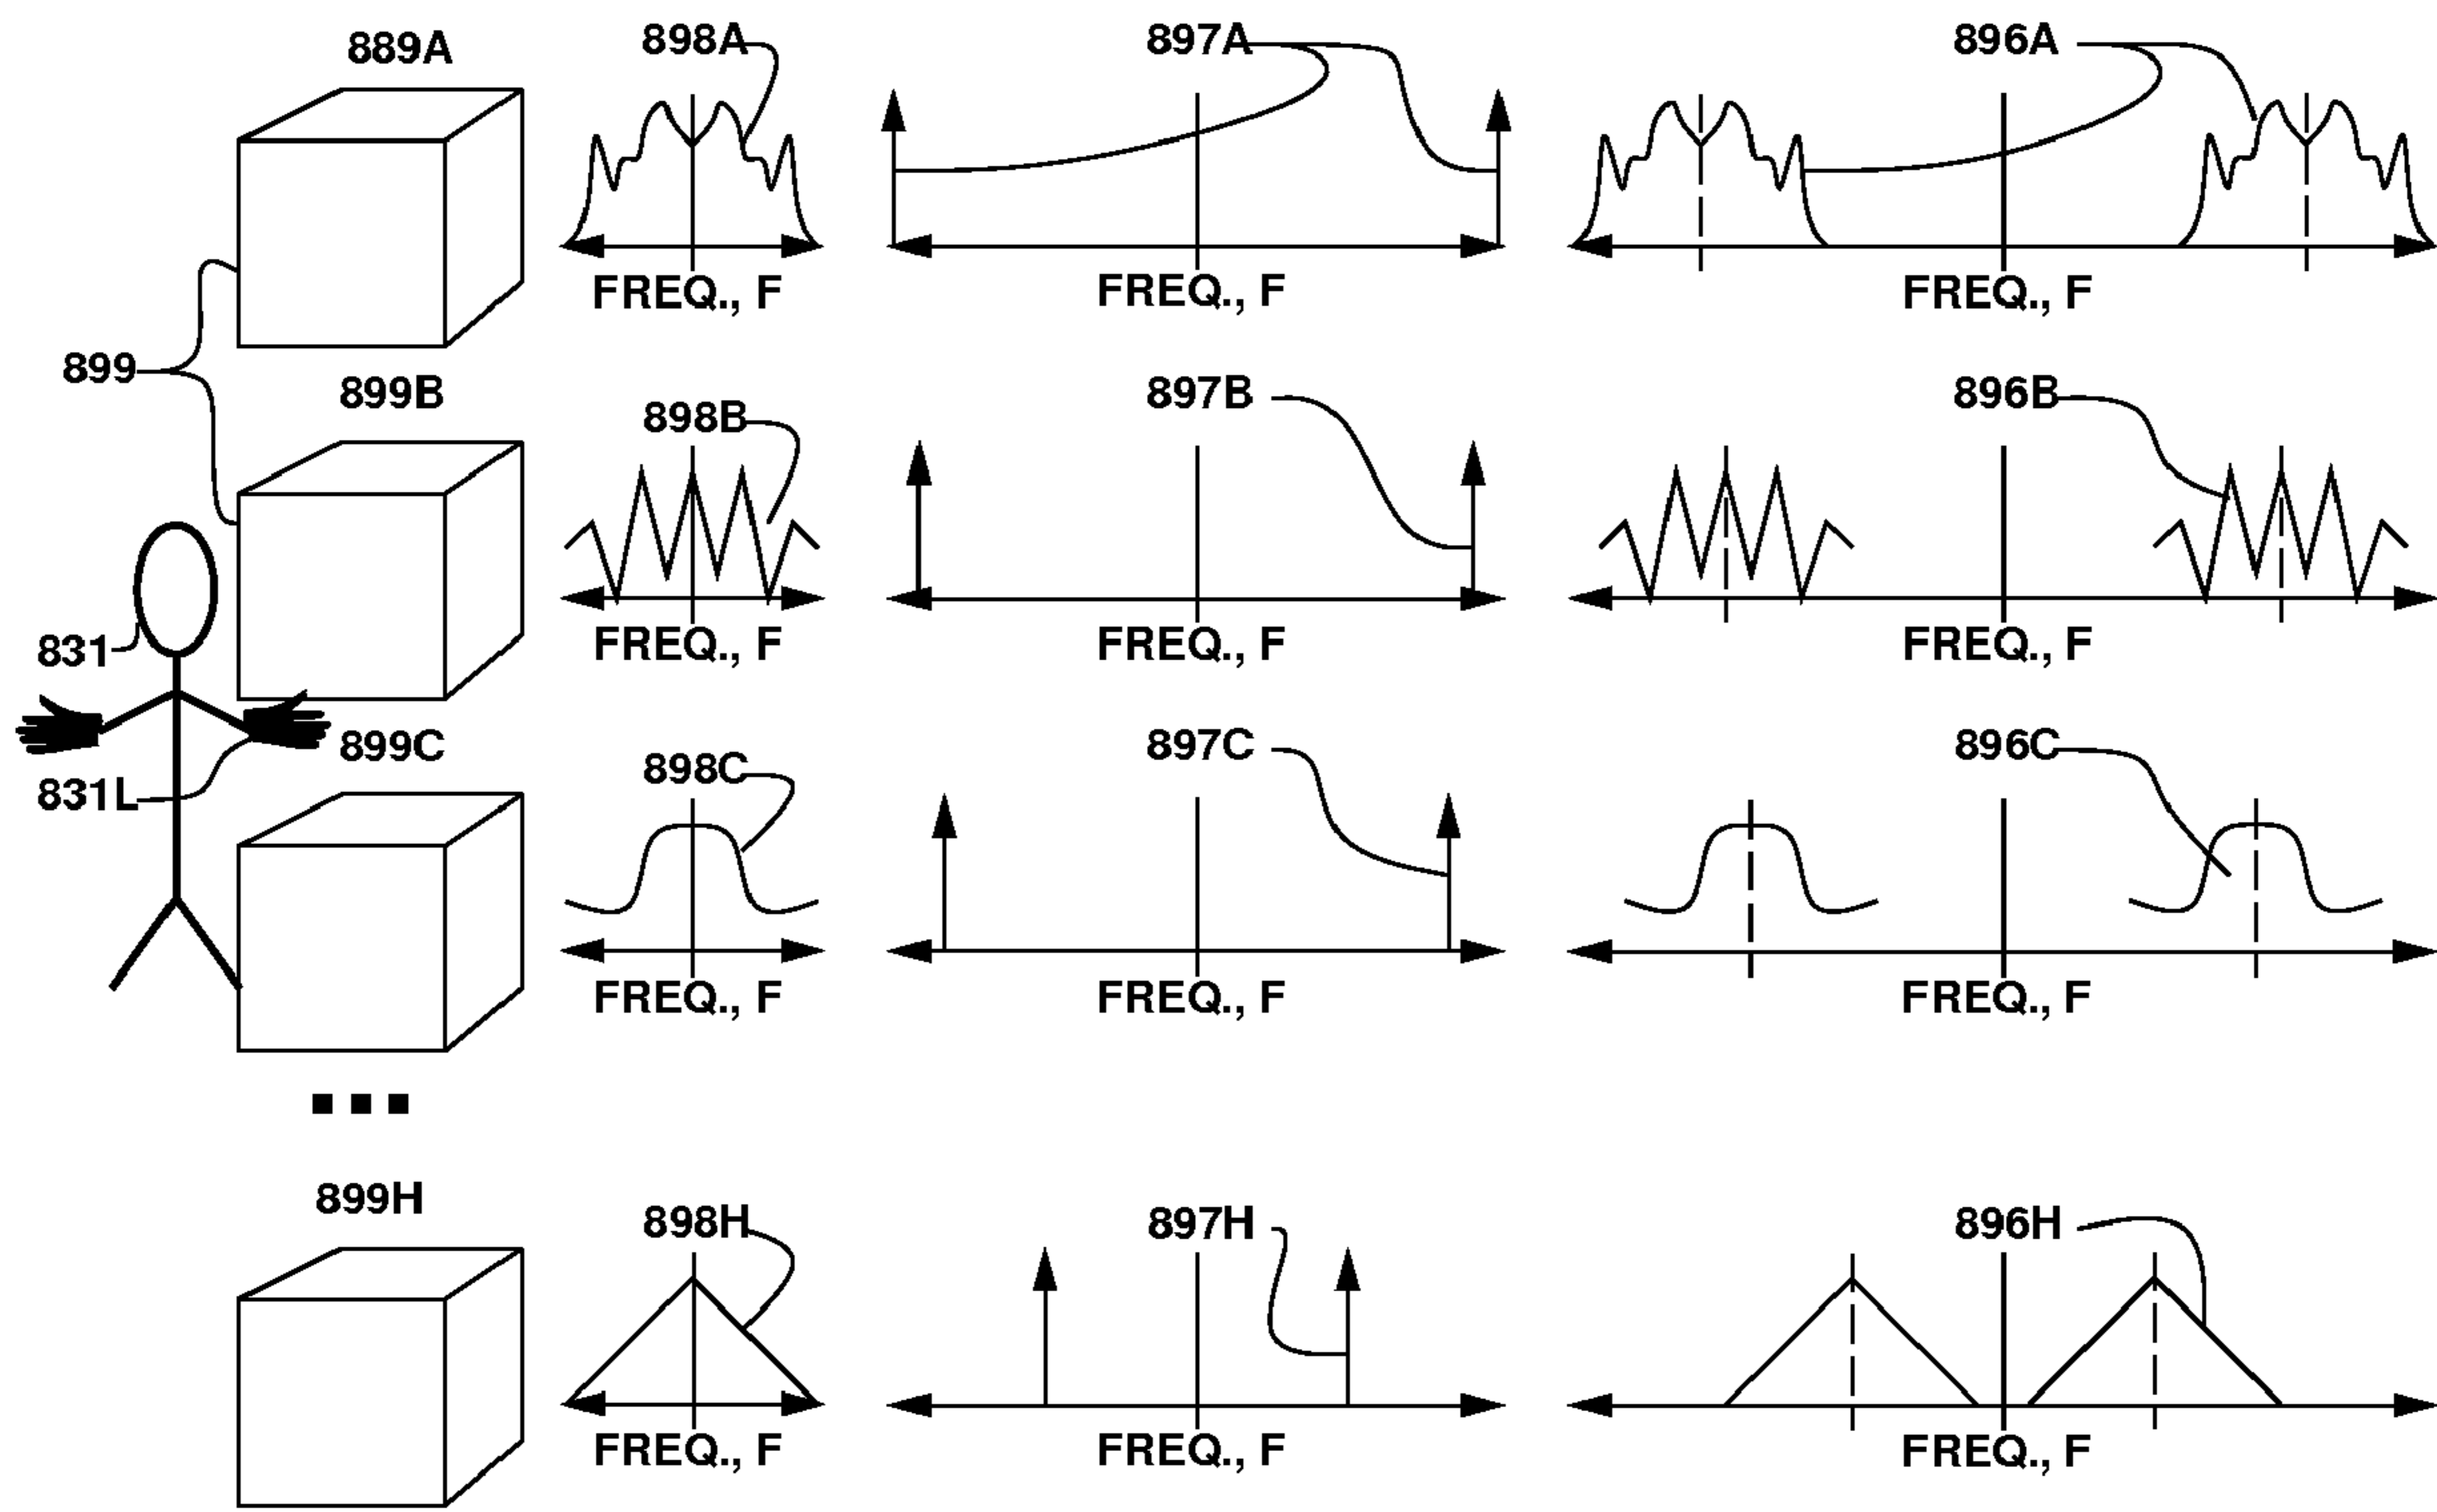 889A
898A
897A
896A
FREQ., F
FREQ., F
FREQ., F
899
899B
898B
897B
896B
FREQ., F
FREQ., F
FREQ., F
831
831L
899C
898C
897C
896C
FREQ., F
FREQ., F
FREQ., F
899H
898H
897H
896H
FREQ., F
FREQ., F
FREQ., F